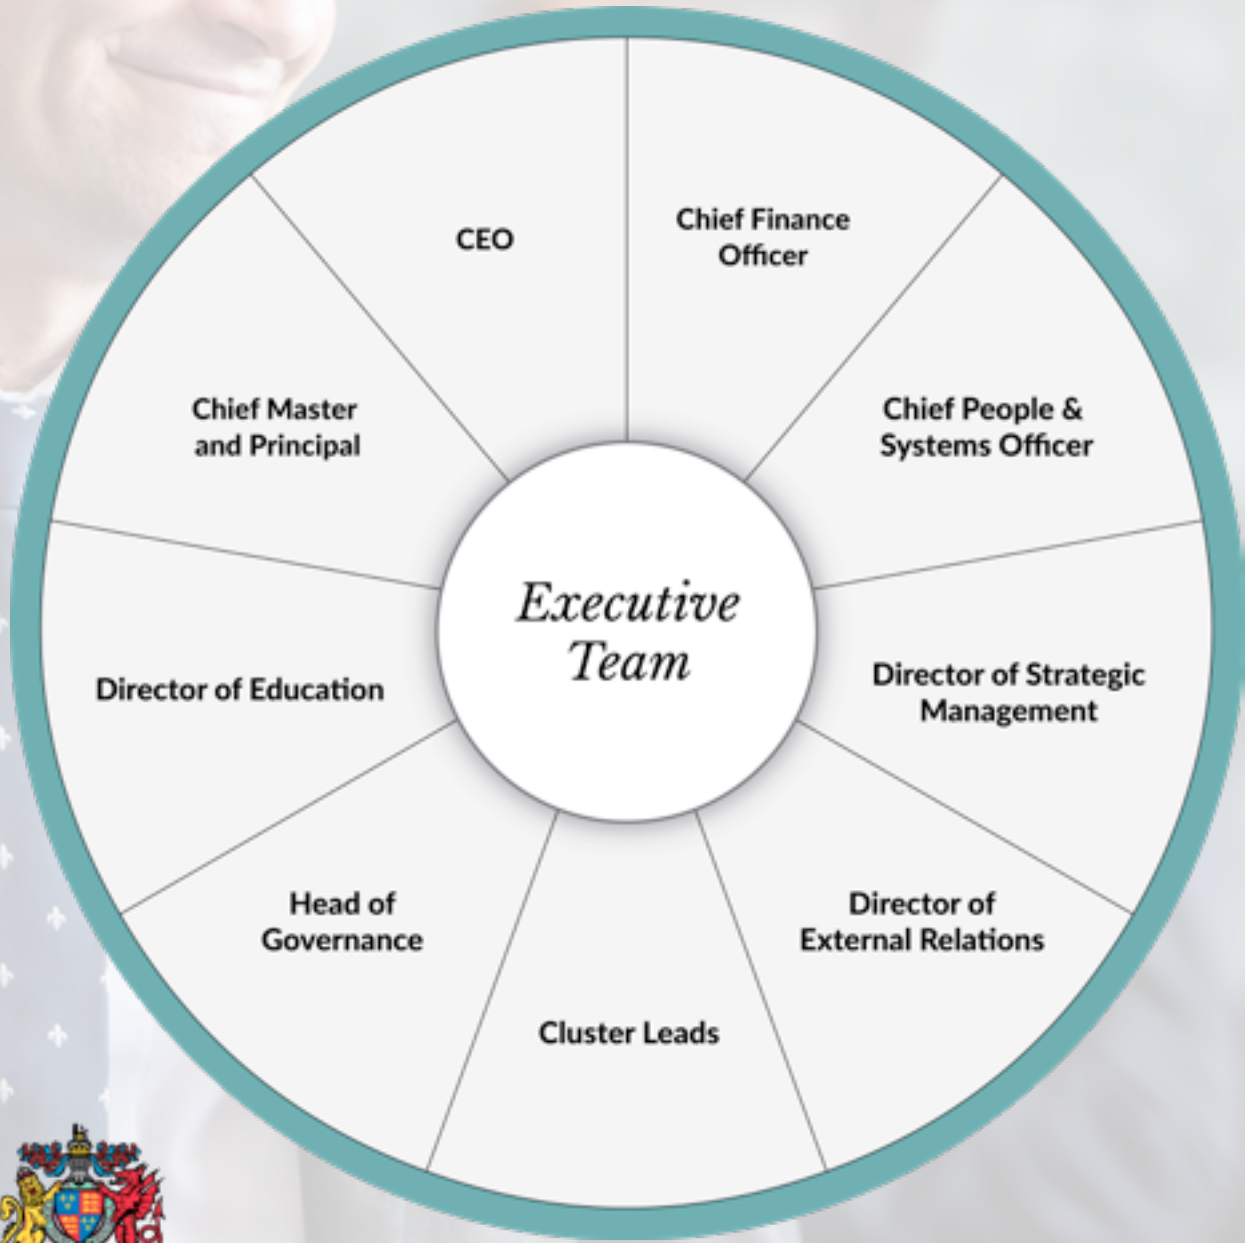 CEO
Chief Finance
Officer
Chief People &
Systems Officer
Director of Strategic
Management
Director of
External Relations
Cluster Leads
Head of
Governance
Director of Education
Chief Master
and Principal
Executive
Team